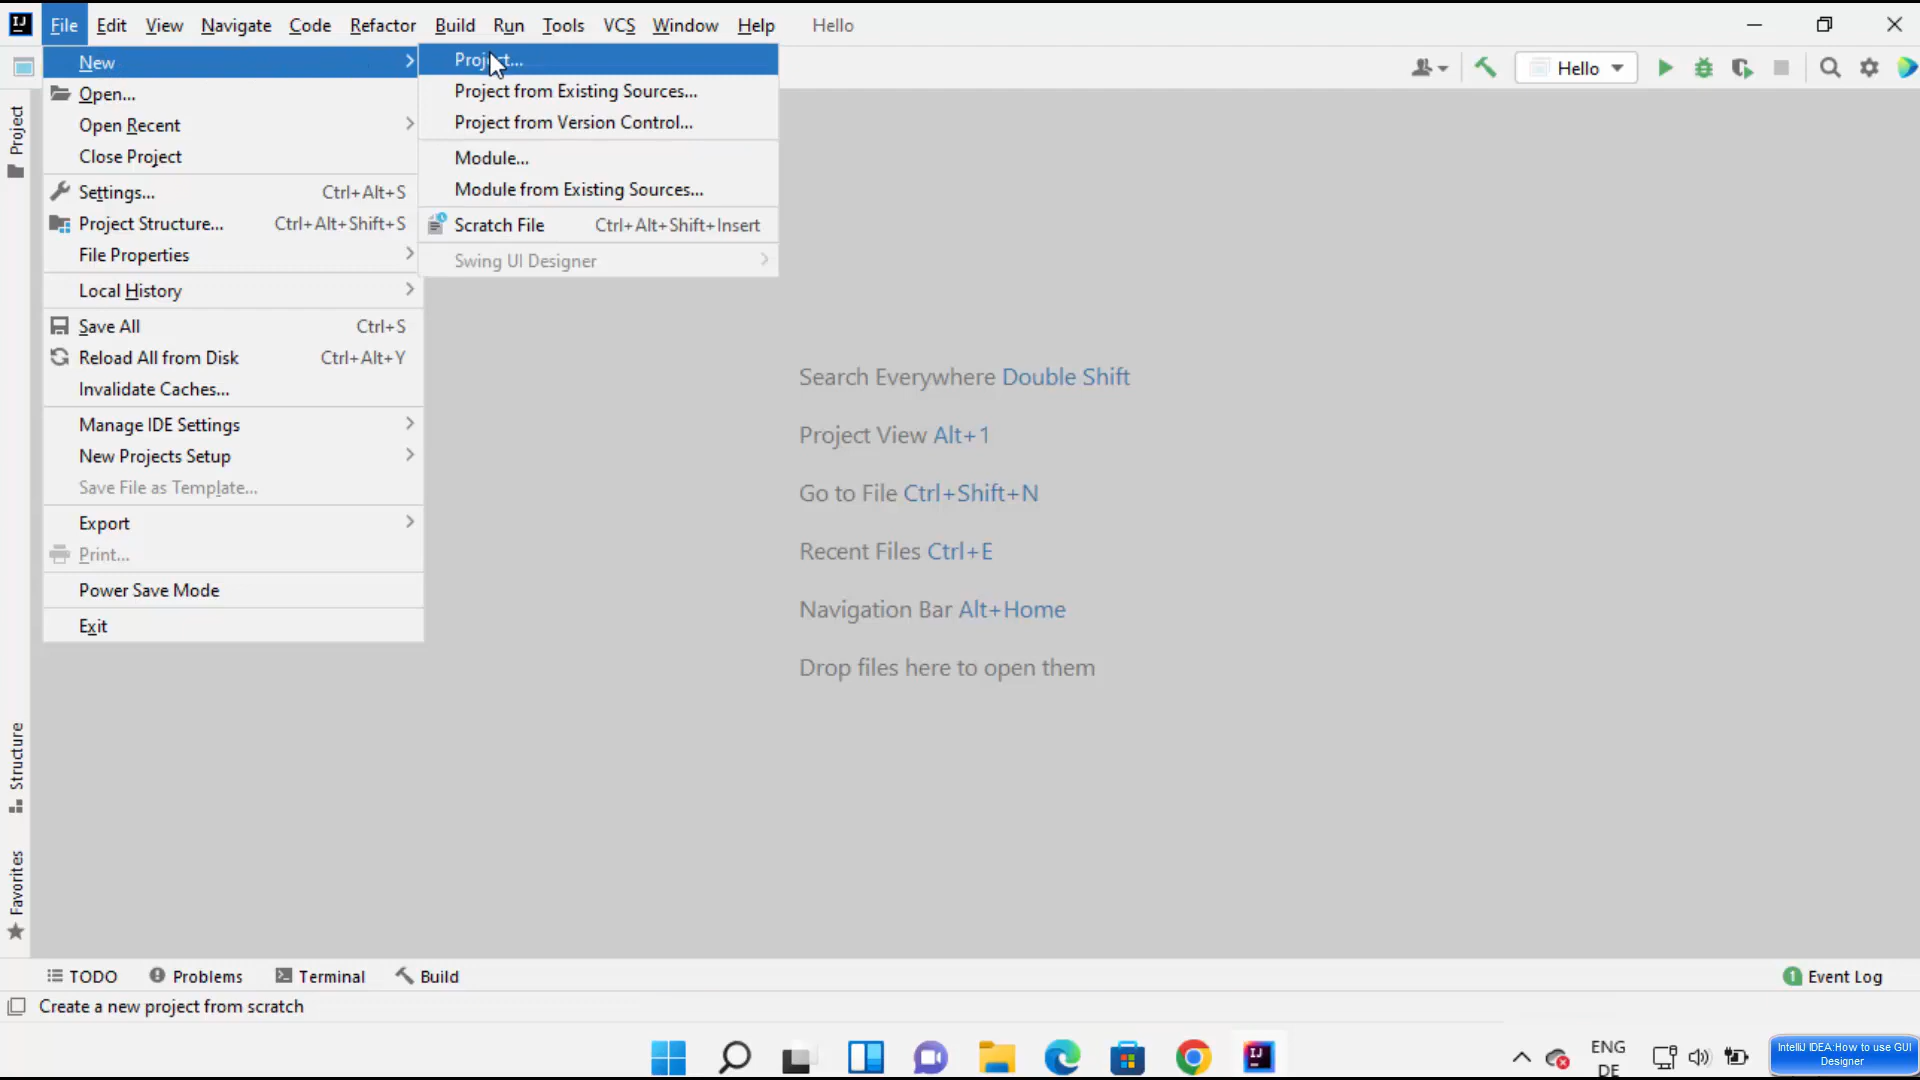 IJ File Edit View Navigate Code Refactor Build Run Tools VCS Window Help Hello
New
Open...
Open Recent
Close Project
Settings... Ctrl+Alt+S
Project Structure... Ctrl+Alt+Shift+S
File Properties
Local History
Save All Ctrl+S
Reload All from Disk Ctrl+Alt+Y
Invalidate Caches...
Manage IDE Settings
New Projects Setup
Save File as Template...
Export
Print...
Power Save Mode
Exit
Project...
Project from Existing Sources...
Project from Version Control...
Module...
Module from Existing Sources...
Scratch File Ctrl+Alt+Shift+Insert
Swing UI Designer
Hello
Project
Structure
Favorites
Search Everywhere Double Shift
Project View Alt+1
Go to File Ctrl+Shift+N
Recent Files Ctrl+E
Navigation Bar Alt+Home
Drop files here to open them
TODO Problems Terminal Build 1 Event Log
Create a new project from scratch
IJ
ENG
DE
IntelliJ IDEA.How to use GUI
Designer